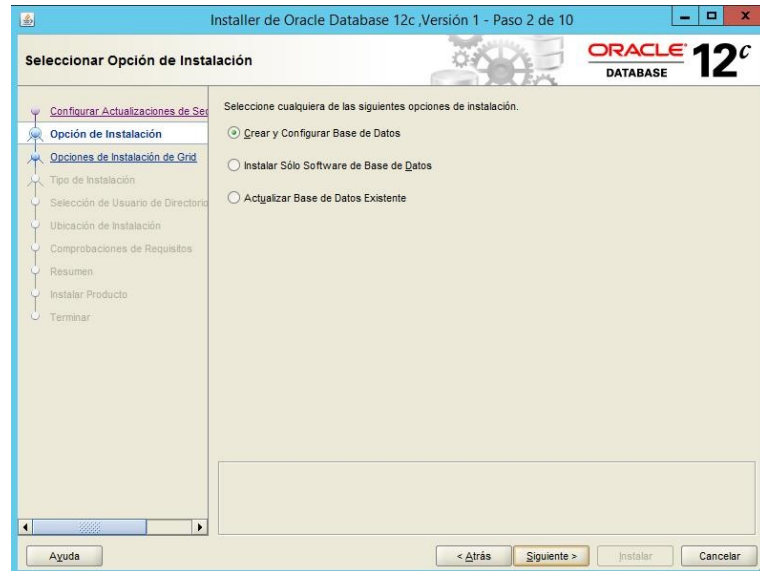 Installer de Oracle Database 12c ,Versión 1 - Paso 2 de 10
Seleccionar Opción de Instalación
ORACLE
DATABASE
12c
Configurar Actualizaciones de Sec
Opción de Instalación
Opciones de Instalación de Grid
Tipo de Instalación
Selección de Usuario de Directorio
Ubicación de Instalación
Comprobaciones de Requisitos
Resumen
Instalar Producto
Terminar
Seleccione cualquiera de las siguientes opciones de instalación.
Crear y Configurar Base de Datos
Instalar Sólo Software de Base de Datos
Actualizar Base de Datos Existente
Ayuda
< Atrás
Siguiente >
Instalar
Cancelar